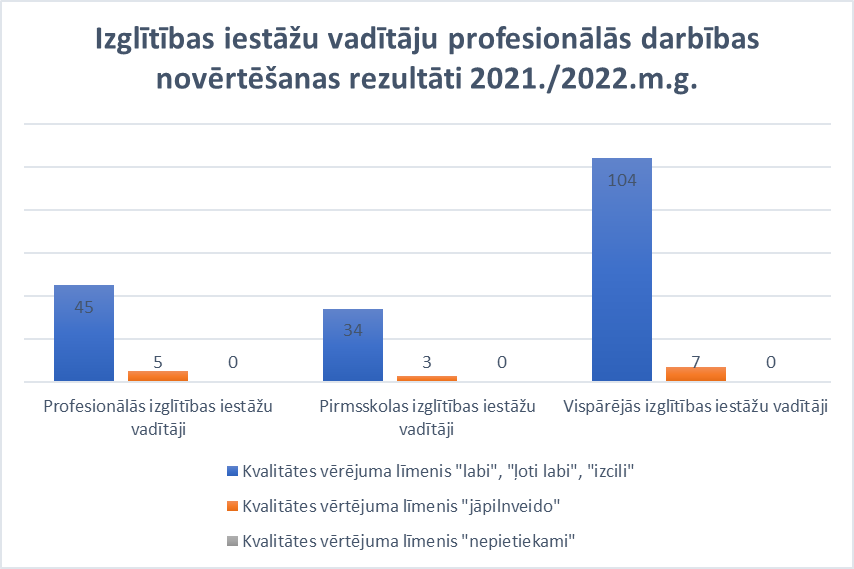 Izglītības iestāžu vadītāju profesionālās darbības
novērtēšanas rezultāti 2021./2022.m.g.
45
5
0
34
3
0
104
7
0
Profesionālās izglītības iestāžu
vadītāji
Pirmsskolas izglītības iestāžu
vadītāji
Vispārējās izglītības iestāžu vadītāji
Kvalitātes vērējuma līmenis "labi", "ļoti labi", "izcili"
Kvalitātes vērtējuma līmenis "jāpilnveido"
Kvalitātes vērtējuma līmenis "nepietiekami"